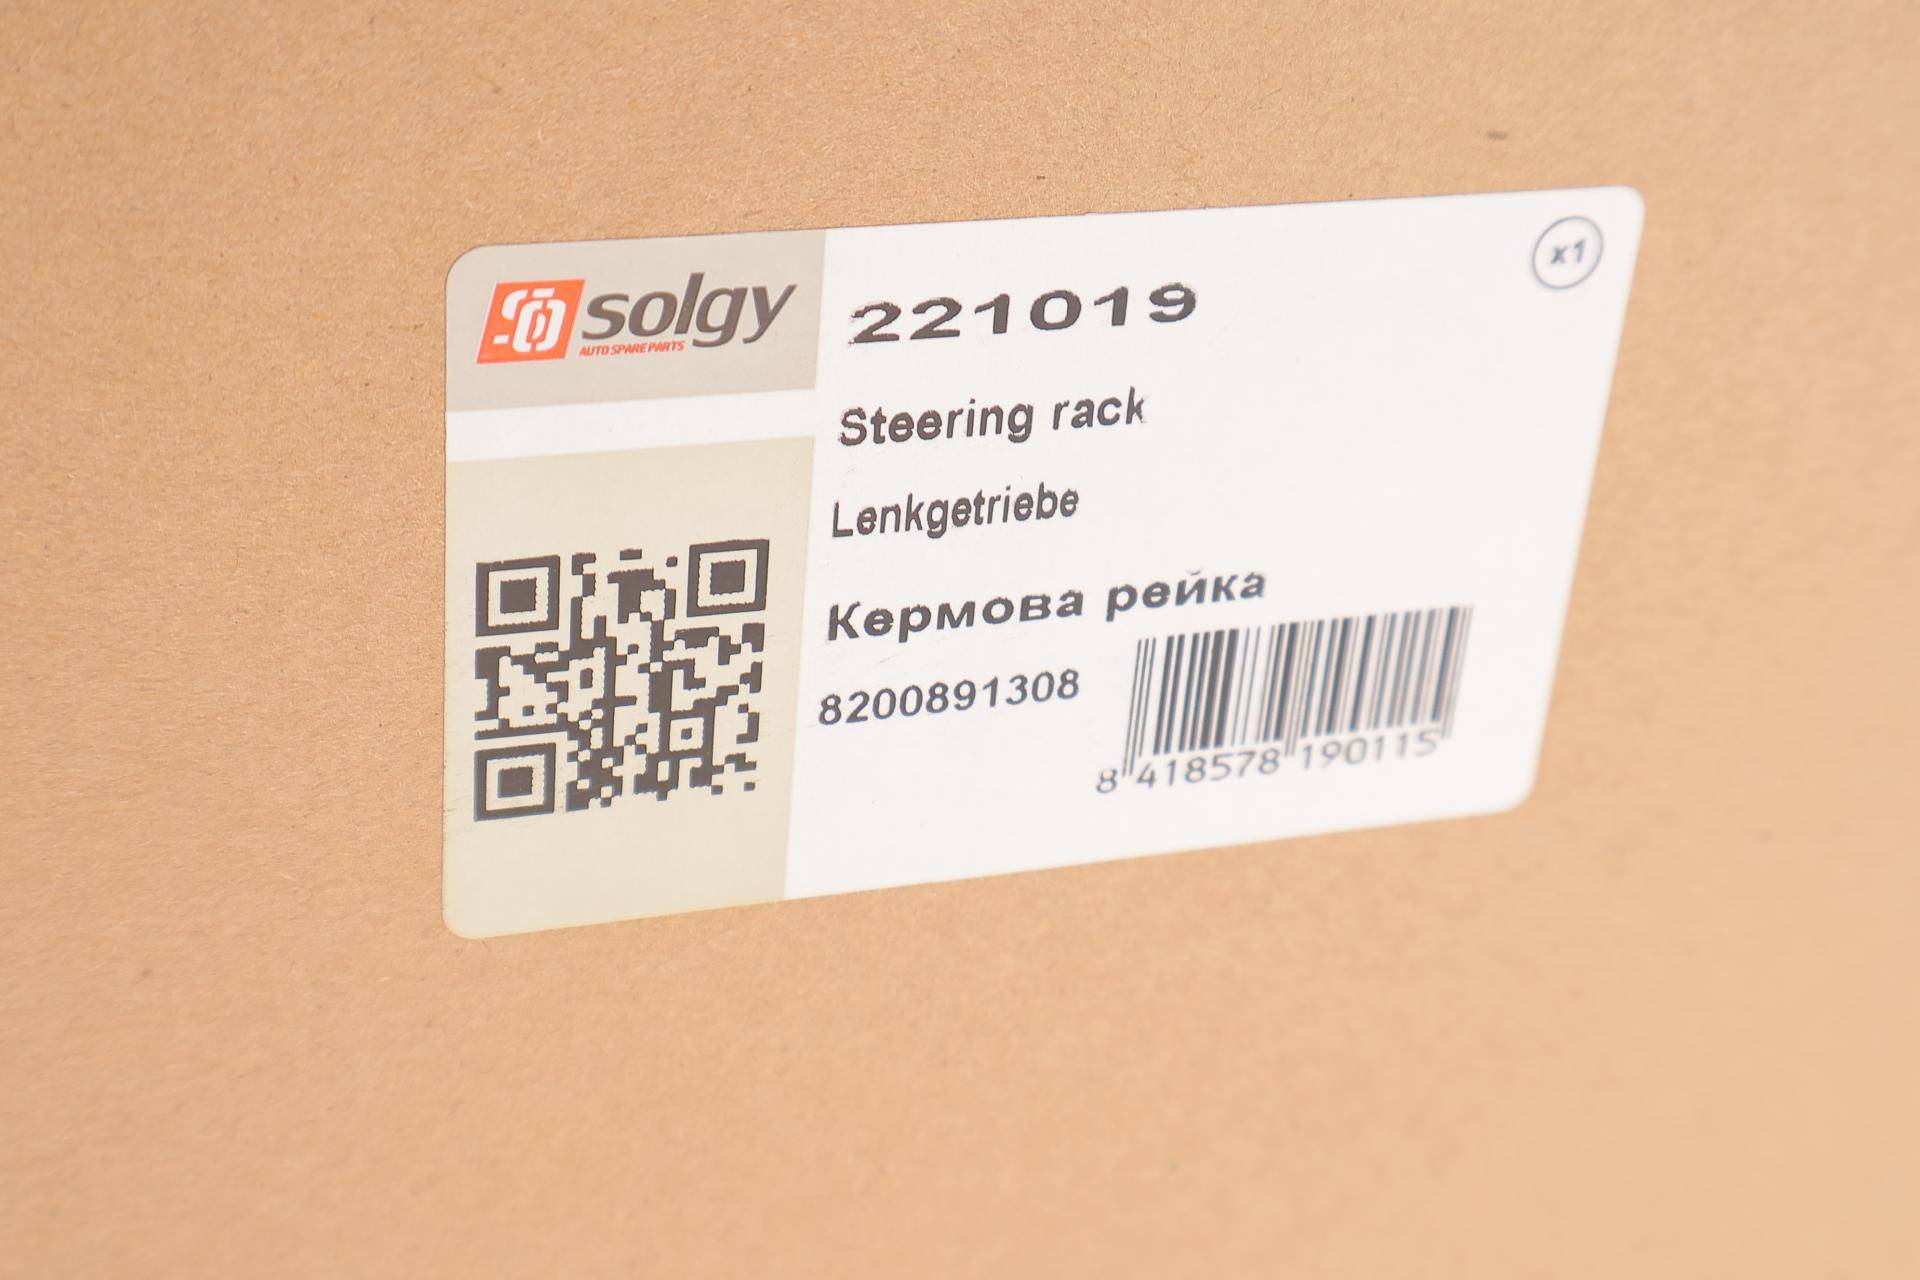 solgy
AUTO SPARE PARTS
x1
221019
Steering rack
Lenkgetriebe
Кермова рейка
8200891308
8 418578 190115